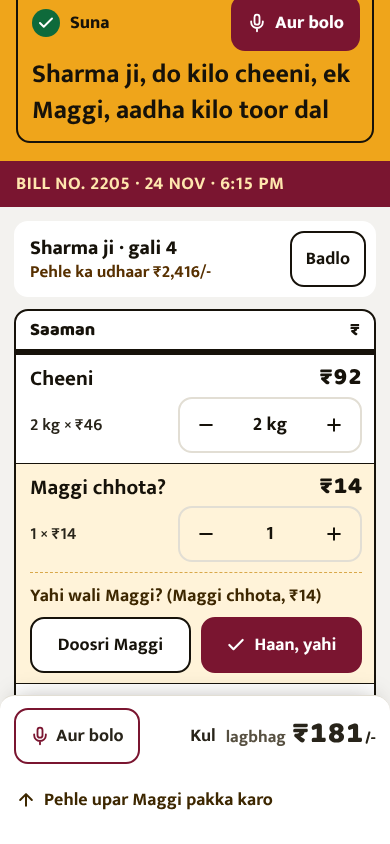 Suna
Aur bolo
Sharma ji, do kilo cheeni, ek
Maggi, aadha kilo toor dal
BILL NO. 2205 · 24 NOV · 6:15 PM
Sharma ji · gali 4
Pehle ka udhaar ₹2,416/-
Badlo
Saaman ₹
Cheeni ₹92
2 kg × ₹46
− 2 kg +
Maggi chhota? ₹14
1 × ₹14
− 1 +
Yahi wali Maggi? (Maggi chhota, ₹14)
Doosri Maggi
Haan, yahi
Aur bolo
Kul lagbhag ₹181/-
Pehle upar Maggi pakka karo